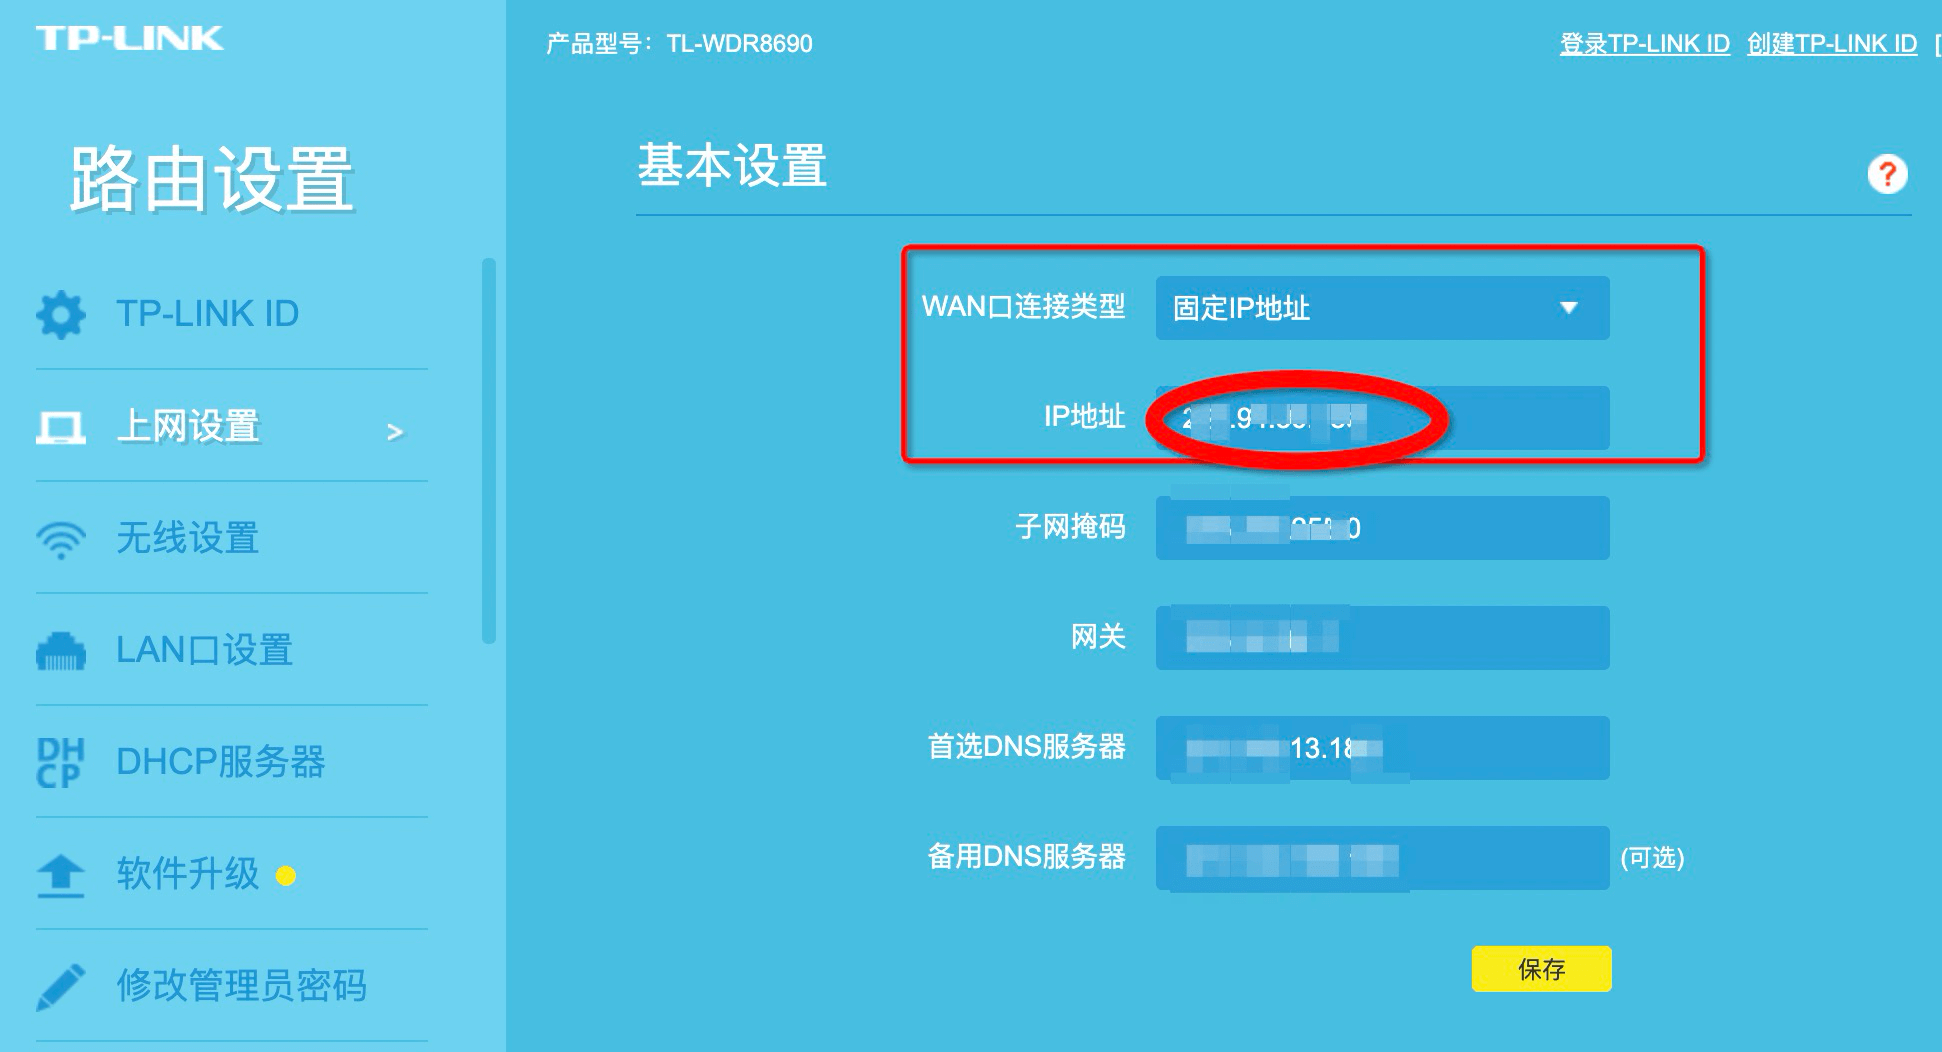 TP-LINK
产品型号：TL-WDR8690
登录TP-LINK ID 创建TP-LINK ID
路由设置
TP-LINK ID
上网设置 >
无线设置
LAN口设置
DHCP
DHCP服务器
软件升级
修改管理员密码
基本设置
?
WAN口连接类型 固定IP地址
IP地址
子网掩码
网关
首选DNS服务器
备用DNS服务器 (可选)
保存